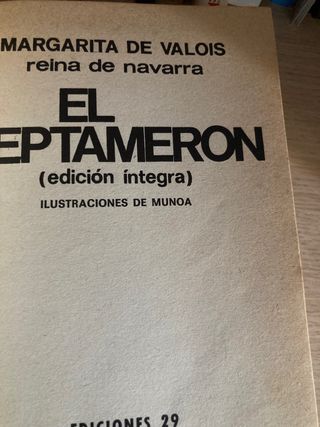 MARGARITA DE VALOIS
reina de navarra
EL
EPTAMERON
(edición íntegra)
ILUSTRACIONES DE MUNOA
EDICIONES 29